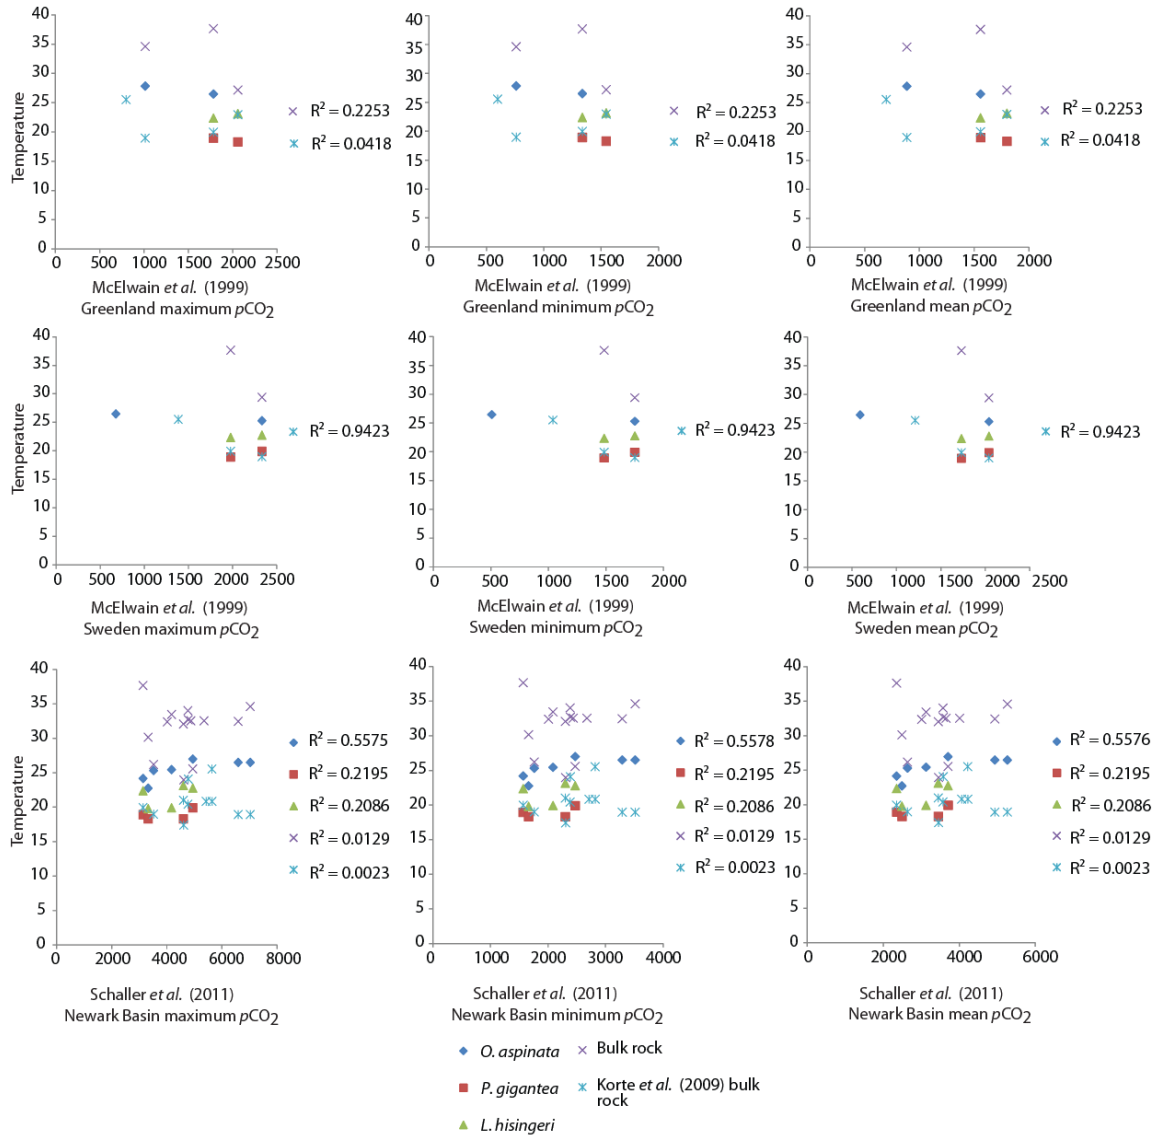 40
35
30
25
20
15
10
5
0
Temperature
0 500 1000 1500 2000 2500
McElwain et al. (1999)
Greenland maximum pCO2
R² = 0.2253
R² = 0.0418
40
35
30
25
20
15
10
5
0
0 500 1000 1500 2000
McElwain et al. (1999)
Greenland minimum pCO2
R² = 0.2253
R² = 0.0418
40
35
30
25
20
15
10
5
0
0 500 1000 1500 2000
McElwain et al. (1999)
Greenland mean pCO2
R² = 0.2253
R² = 0.0418
40
35
30
25
20
15
10
5
0
Temperature
0 500 1000 1500 2000 2500
McElwain et al. (1999)
Sweden maximum pCO2
R² = 0.9423
40
35
30
25
20
15
10
5
0
0 500 1000 1500 2000
McElwain et al. (1999)
Sweden minimum pCO2
R² = 0.9423
40
35
30
25
20
15
10
5
0
0 500 1000 1500 2000 2500
McElwain et al. (1999)
Sweden mean pCO2
R² = 0.9423
40
35
30
25
20
15
10
5
0
Temperature
0 2000 4000 6000 8000
Schaller et al. (2011)
Newark Basin maximum pCO2
R² = 0.5575
R² = 0.2195
R² = 0.2086
R² = 0.0129
R² = 0.0023
40
35
30
25
20
15
10
5
0
0 1000 2000 3000 4000
Schaller et al. (2011)
Newark Basin minimum pCO2
R² = 0.5578
R² = 0.2195
R² = 0.2086
R² = 0.0129
R² = 0.0023
40
35
30
25
20
15
10
5
0
0 2000 4000 6000
Schaller et al. (2011)
Newark Basin mean pCO2
R² = 0.5576
R² = 0.2195
R² = 0.2086
R² = 0.0129
R² = 0.0023
O. aspinata
P. gigantea
L. hisingeri
Bulk rock
Korte et al. (2009) bulk
rock